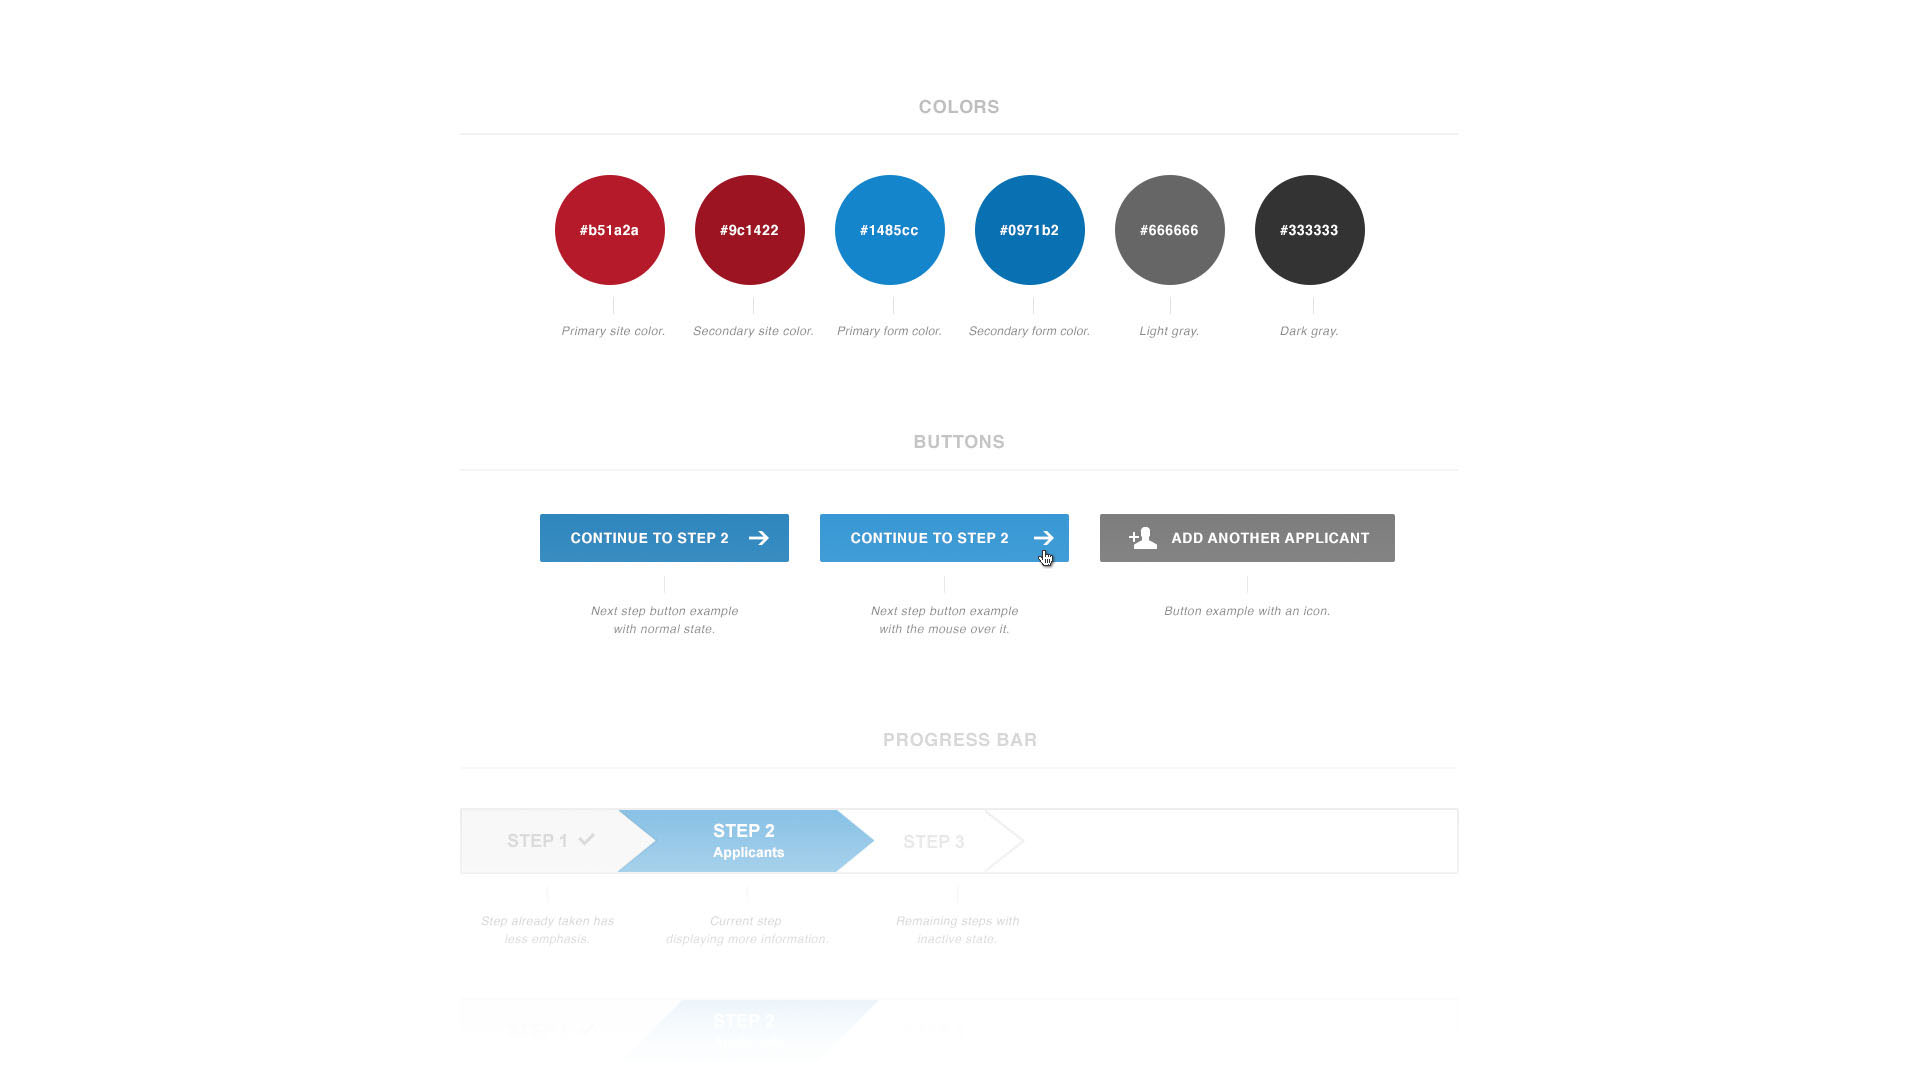 COLORS
#b51a2a
#9c1422
#1485cc
#0971b2
#666666
#333333
Primary site color.
Secondary site color.
Primary form color.
Secondary form color.
Light gray.
Dark gray.
BUTTONS
CONTINUE TO STEP 2
CONTINUE TO STEP 2
ADD ANOTHER APPLICANT
Next step button example
with normal state.
Next step button example
with the mouse over it.
Button example with an icon.
PROGRESS BAR
STEP 1
STEP 2
Applicants
STEP 3
Step already taken has
less emphasis.
Current step
displaying more information.
Remaining steps with
inactive state.
STEP 1
STEP 2